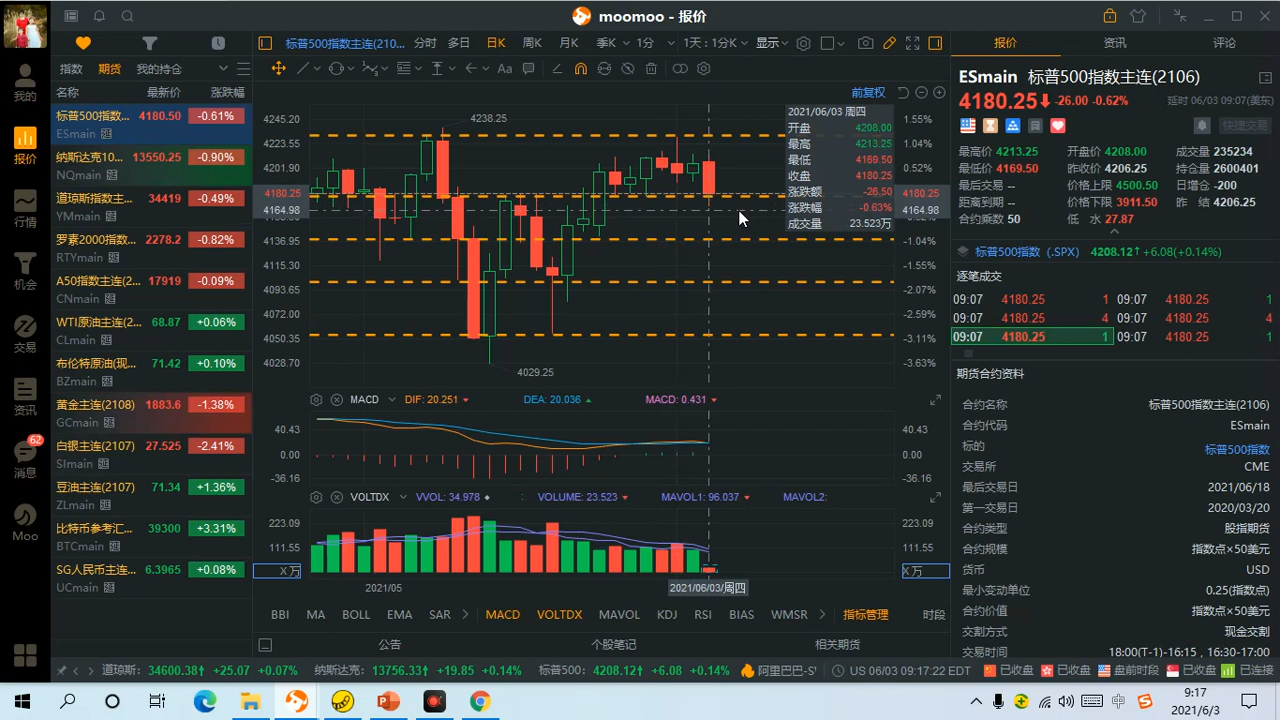 moomoo - 报价
标普500指数主连(210...
分时
多日
日K
周K
月K
季K
1分
1天 : 1分K
显示
报价
资讯
评论
指数
期货
我的持仓
Aa
ESmain 标普500指数主连(2106)
名称
最新价
涨跌幅
前复权
4180.25 -26.00 -0.62%
延时 06/03 09:07(美东)
我的
报价
行情
机会
交易
资讯
62
消息
Moo
标普500指数... 4180.50 -0.61%
ESmain
纳斯达克10... 13550.25 -0.90%
NQmain
道琼斯指数... 34419 -0.49%
YMmain
罗素2000指数... 2278.2 -0.82%
RTYmain
A50指数主连(2... 17919 -0.09%
CNmain
WTI原油主连(2... 68.87 +0.06%
CLmain
布伦特原油(现... 71.42 +0.10%
BZmain
黄金主连(2108) 1883.6 -1.38%
GCmain
白银主连(2107) 27.525 -2.41%
SImain
豆油主连(2107) 71.34 +1.36%
ZLmain
比特币参考汇... 39300 +3.31%
BTCmain
SG人民币主连... 6.3965 +0.08%
UCmain
4245.20
4223.55
4201.90
4180.25
4164.98
4136.95
4115.30
4093.65
4072.00
4050.35
4028.70
4238.25
4029.25
1.55%
1.04%
0.52%
4180.25
4164.98
-1.04%
-1.55%
-2.07%
-2.59%
-3.11%
-3.63%
2021/06/03 周四
开盘 4208.00
最高 4213.25
最低 4169.50
收盘 4180.25
涨跌额 -26.50
涨跌幅 -0.63%
成交量 23.523万
MACD DIF: 20.251 DEA: 20.036 MACD: 0.431
40.43 40.43
0.00 0.00
-36.16 -36.16
VOLTDX VVOL: 34.978 : VOLUME: 23.523 MAVOL1: 96.037 MAVOL2:
223.09 223.09
111.55 111.55
X万 X万
2021/05
2021/06/03/周四
BBI MA BOLL EMA SAR MACD VOLTDX MAVOL KDJ RSI BIAS WMSR 指标管理 时段
公告 个股笔记 相关期货
快捷交易
最高价 4213.25 开盘价 4208.00 成交量 235234
最低价 4169.50 昨收价 4206.25 持仓量 2600401
最后交易 -- 价格上限 4500.50 日增仓 -200
距离到期 -- 价格下限 3911.50 昨 结 4206.25
合约乘数 50 低 水 27.87
标普500指数 (.SPX) 4208.12↑ +6.08(+0.14%)
逐笔成交
09:07 4180.25 1 09:07 4180.25 1
09:07 4180.25 4 09:07 4180.25 4
09:07 4180.25 1 09:07 4180.25 1
期货合约资料
合约名称 标普500指数主连(2106)
合约代码 ESmain
标的 标普500指数
交易所 CME
最后交易日 2021/06/18
第一交易日 2020/03/20
合约类型 股指期货
合约规模 指数点×50美元
货币 USD
最小变动单位 0.25(指数点)
合约价值 指数点×50美元
交割方式 现金交割
交易时间 18:00(T-1)-16:15 , 16:30-17:00
道琼斯: 34600.38↑ +25.07 +0.07% 纳斯达克: 13756.33↑ +19.85 +0.14% 标普500: 4208.12↑ +6.08 +0.14% 阿里巴巴-S US 06/03 09:17:22 EDT 已收盘 已收盘 盘前时段 已收盘 已连接
中
9:17
2021/6/3